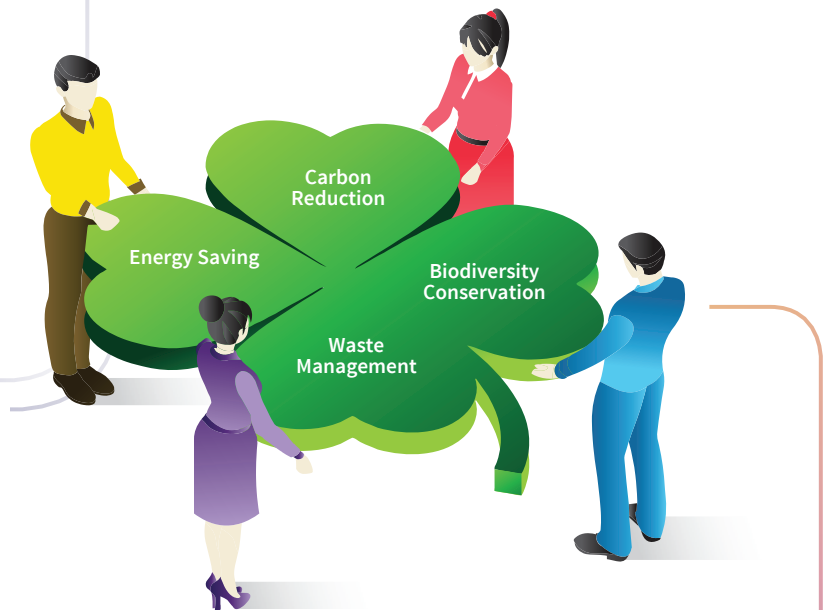 Carbon
Reduction
Energy Saving
Biodiversity
Conservation
Waste
Management